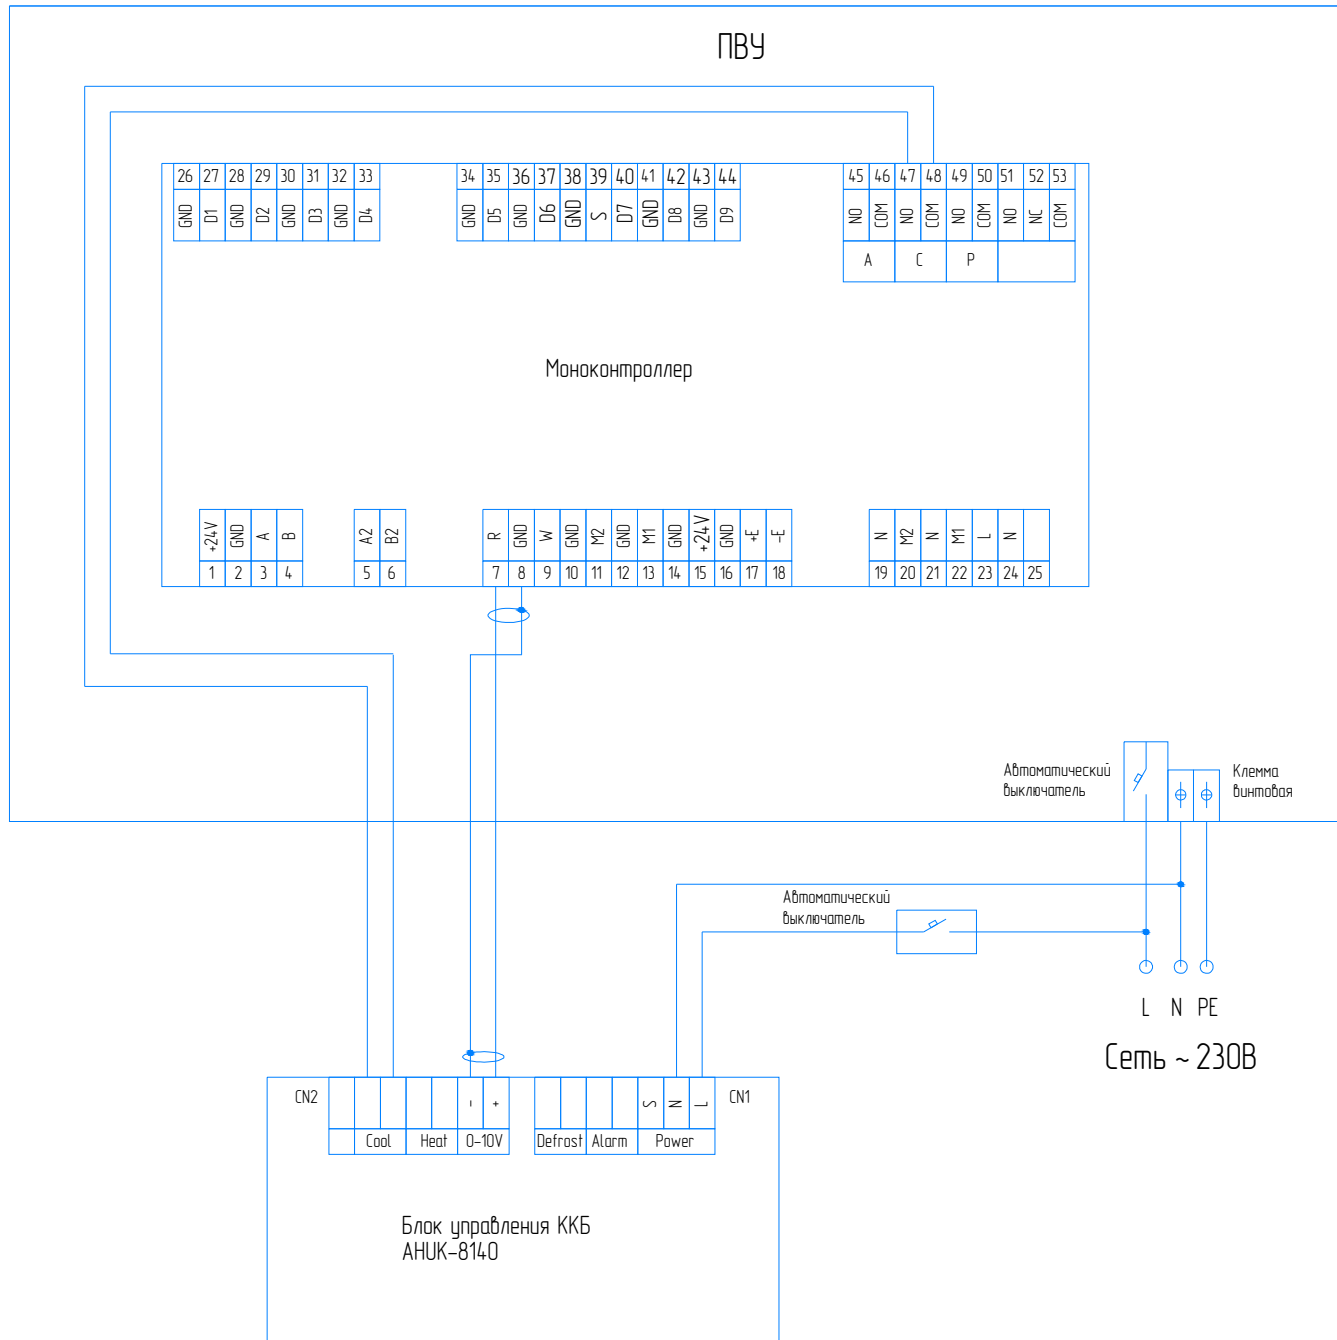 ПВУ
26 27 28 29 30 31 32 33
GND D1 GND D2 GND D3 GND D4
34 35 36 37 38 39 40 41 42 43 44
GND D5 GND D6 GND S D7 GND D8 GND D9
45 46 47 48 49 50 51 52 53
NO COM NO COM NO COM NO NC COM
A C P
Моноконтроллер
+24V GND A B
1 2 3 4
A2 B2
5 6
R GND W GND M2 GND M1 GND +24V GND +E -E
7 8 9 10 11 12 13 14 15 16 17 18
N M2 N M1 L N
19 20 21 22 23 24 25
Автоматический
выключатель
Клемма
винтовая
Автоматический
выключатель
L N PE
Сеть ~ 230В
CN2
- +
Cool Heat 0-10V
S N L
Defrost Alarm Power
CN1
Блок управления ККБ
AHUK-8140